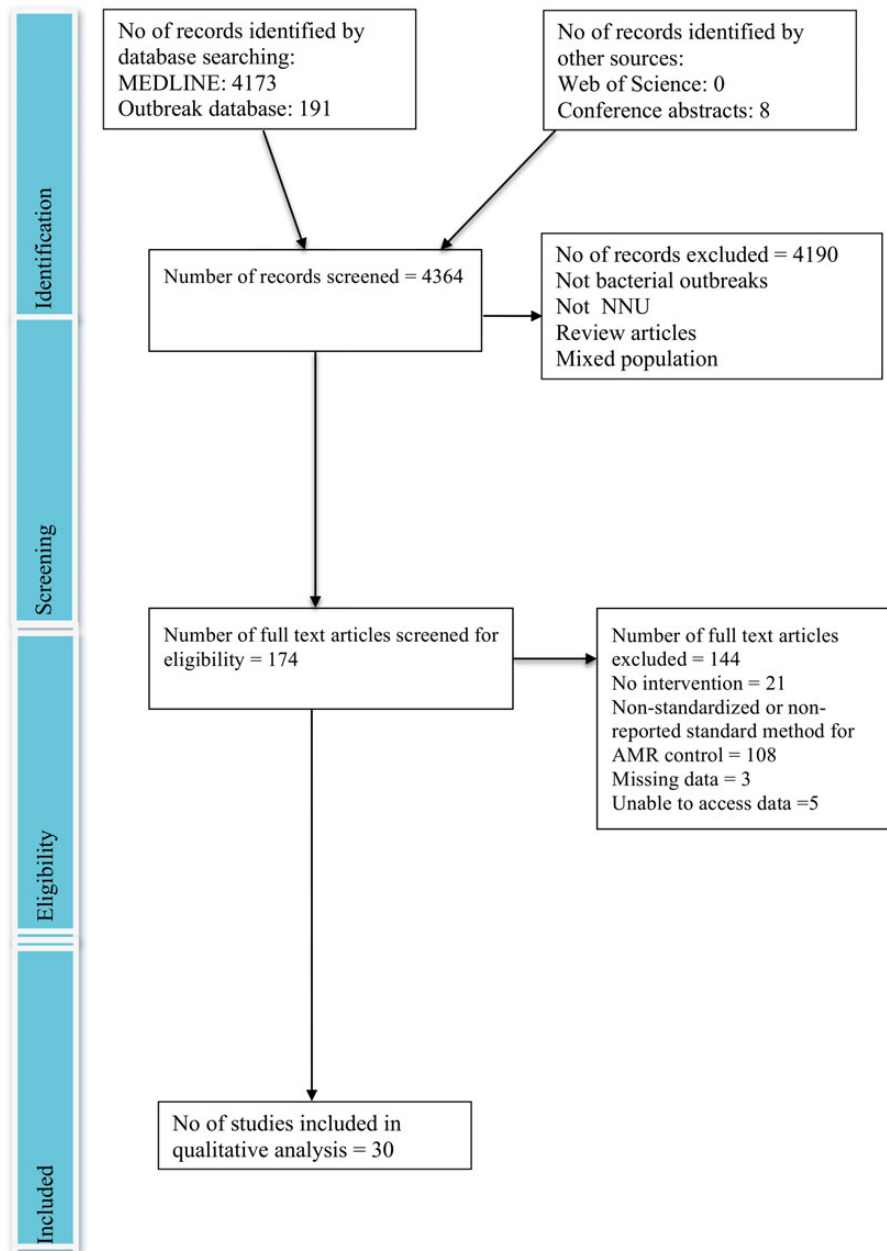 No of records identified by
database searching:
MEDLINE: 4173
Outbreak database: 191
No of records identified by
other sources:
Web of Science: 0
Conference abstracts: 8
Identification
Number of records screened = 4364
No of records excluded = 4190
Not bacterial outbreaks
Not NNU
Review articles
Mixed population
Screening
Number of full text articles screened for
eligibility = 174
Number of full text articles
excluded = 144
No intervention = 21
Non-standardized or non-
reported standard method for
AMR control = 108
Missing data = 3
Unable to access data =5
Eligibility
No of studies included in
qualitative analysis = 30
Included